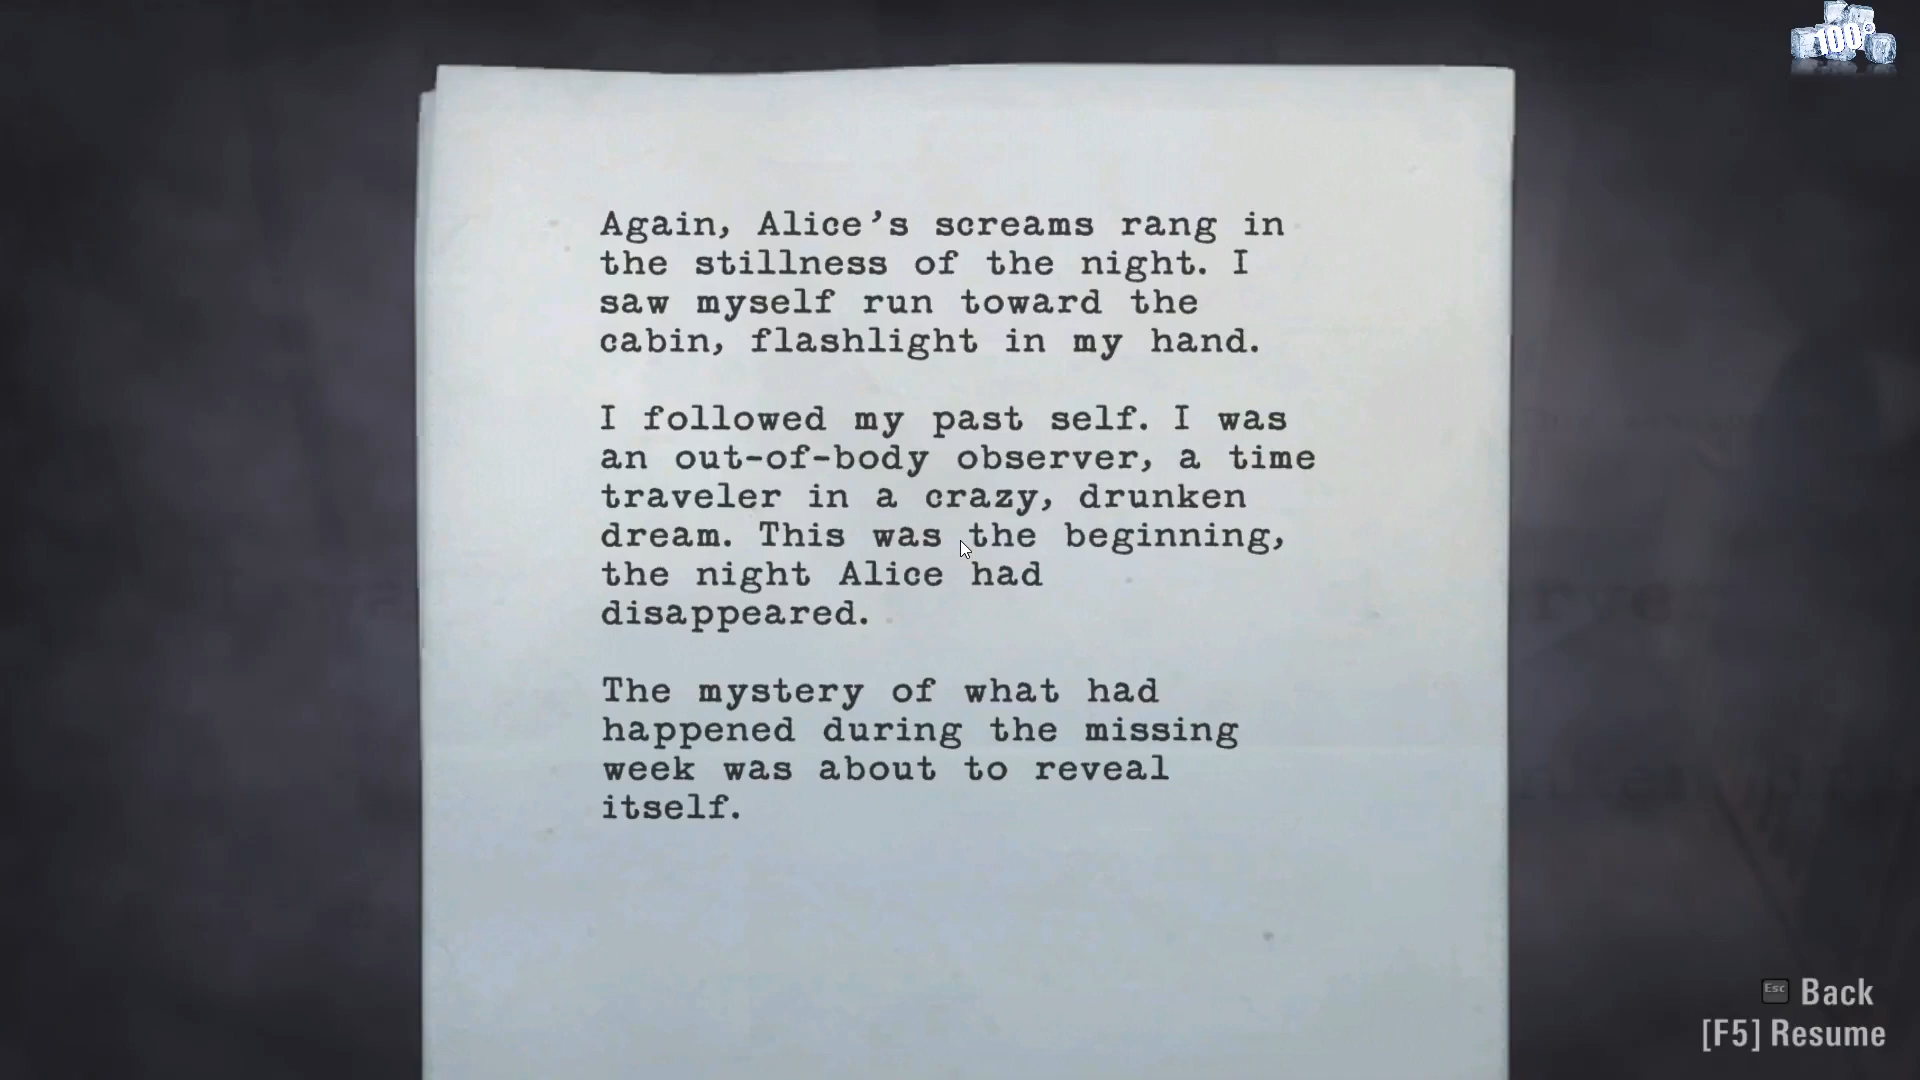 100°
Again, Alice’s screams rang in
the stillness of the night. I
saw myself run toward the
cabin, flashlight in my hand.
I followed my past self. I was
an out-of-body observer, a time
traveler in a crazy, drunken
dream. This was the beginning,
the night Alice had
disappeared.
The mystery of what had
happened during the missing
week was about to reveal
itself.
Esc Back
[F5] Resume